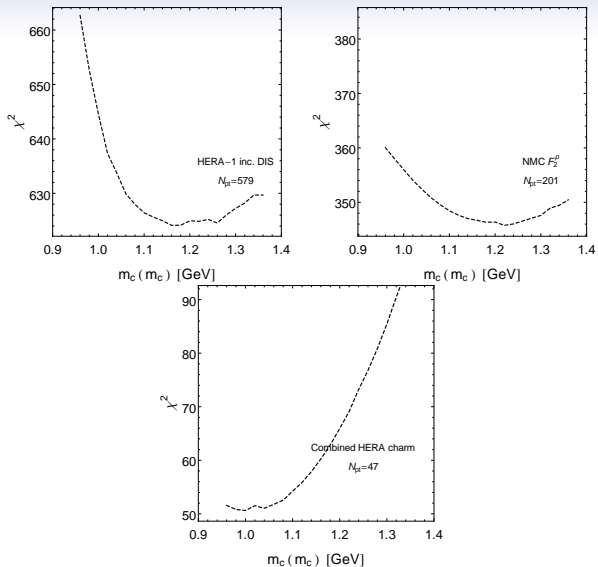 660
650
640
630
χ²
HERA−1 inc. DIS
N_pt=579
0.9 1.0 1.1 1.2 1.3 1.4
m_c(m_c) [GeV]
380
370
360
350
χ²
NMC F₂ᵖ
N_pt=201
0.9 1.0 1.1 1.2 1.3 1.4
m_c(m_c) [GeV]
90
80
70
60
50
χ²
Combined HERA charm
N_pt=47
0.9 1.0 1.1 1.2 1.3 1.4
m_c(m_c) [GeV]